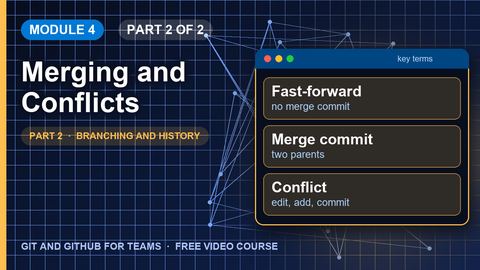 MODULE 4
PART 2 OF 2
Merging and
Conflicts
PART 2 · BRANCHING AND HISTORY
key terms
Fast-forward
no merge commit
Merge commit
two parents
Conflict
edit, add, commit
GIT AND GITHUB FOR TEAMS · FREE VIDEO COURSE